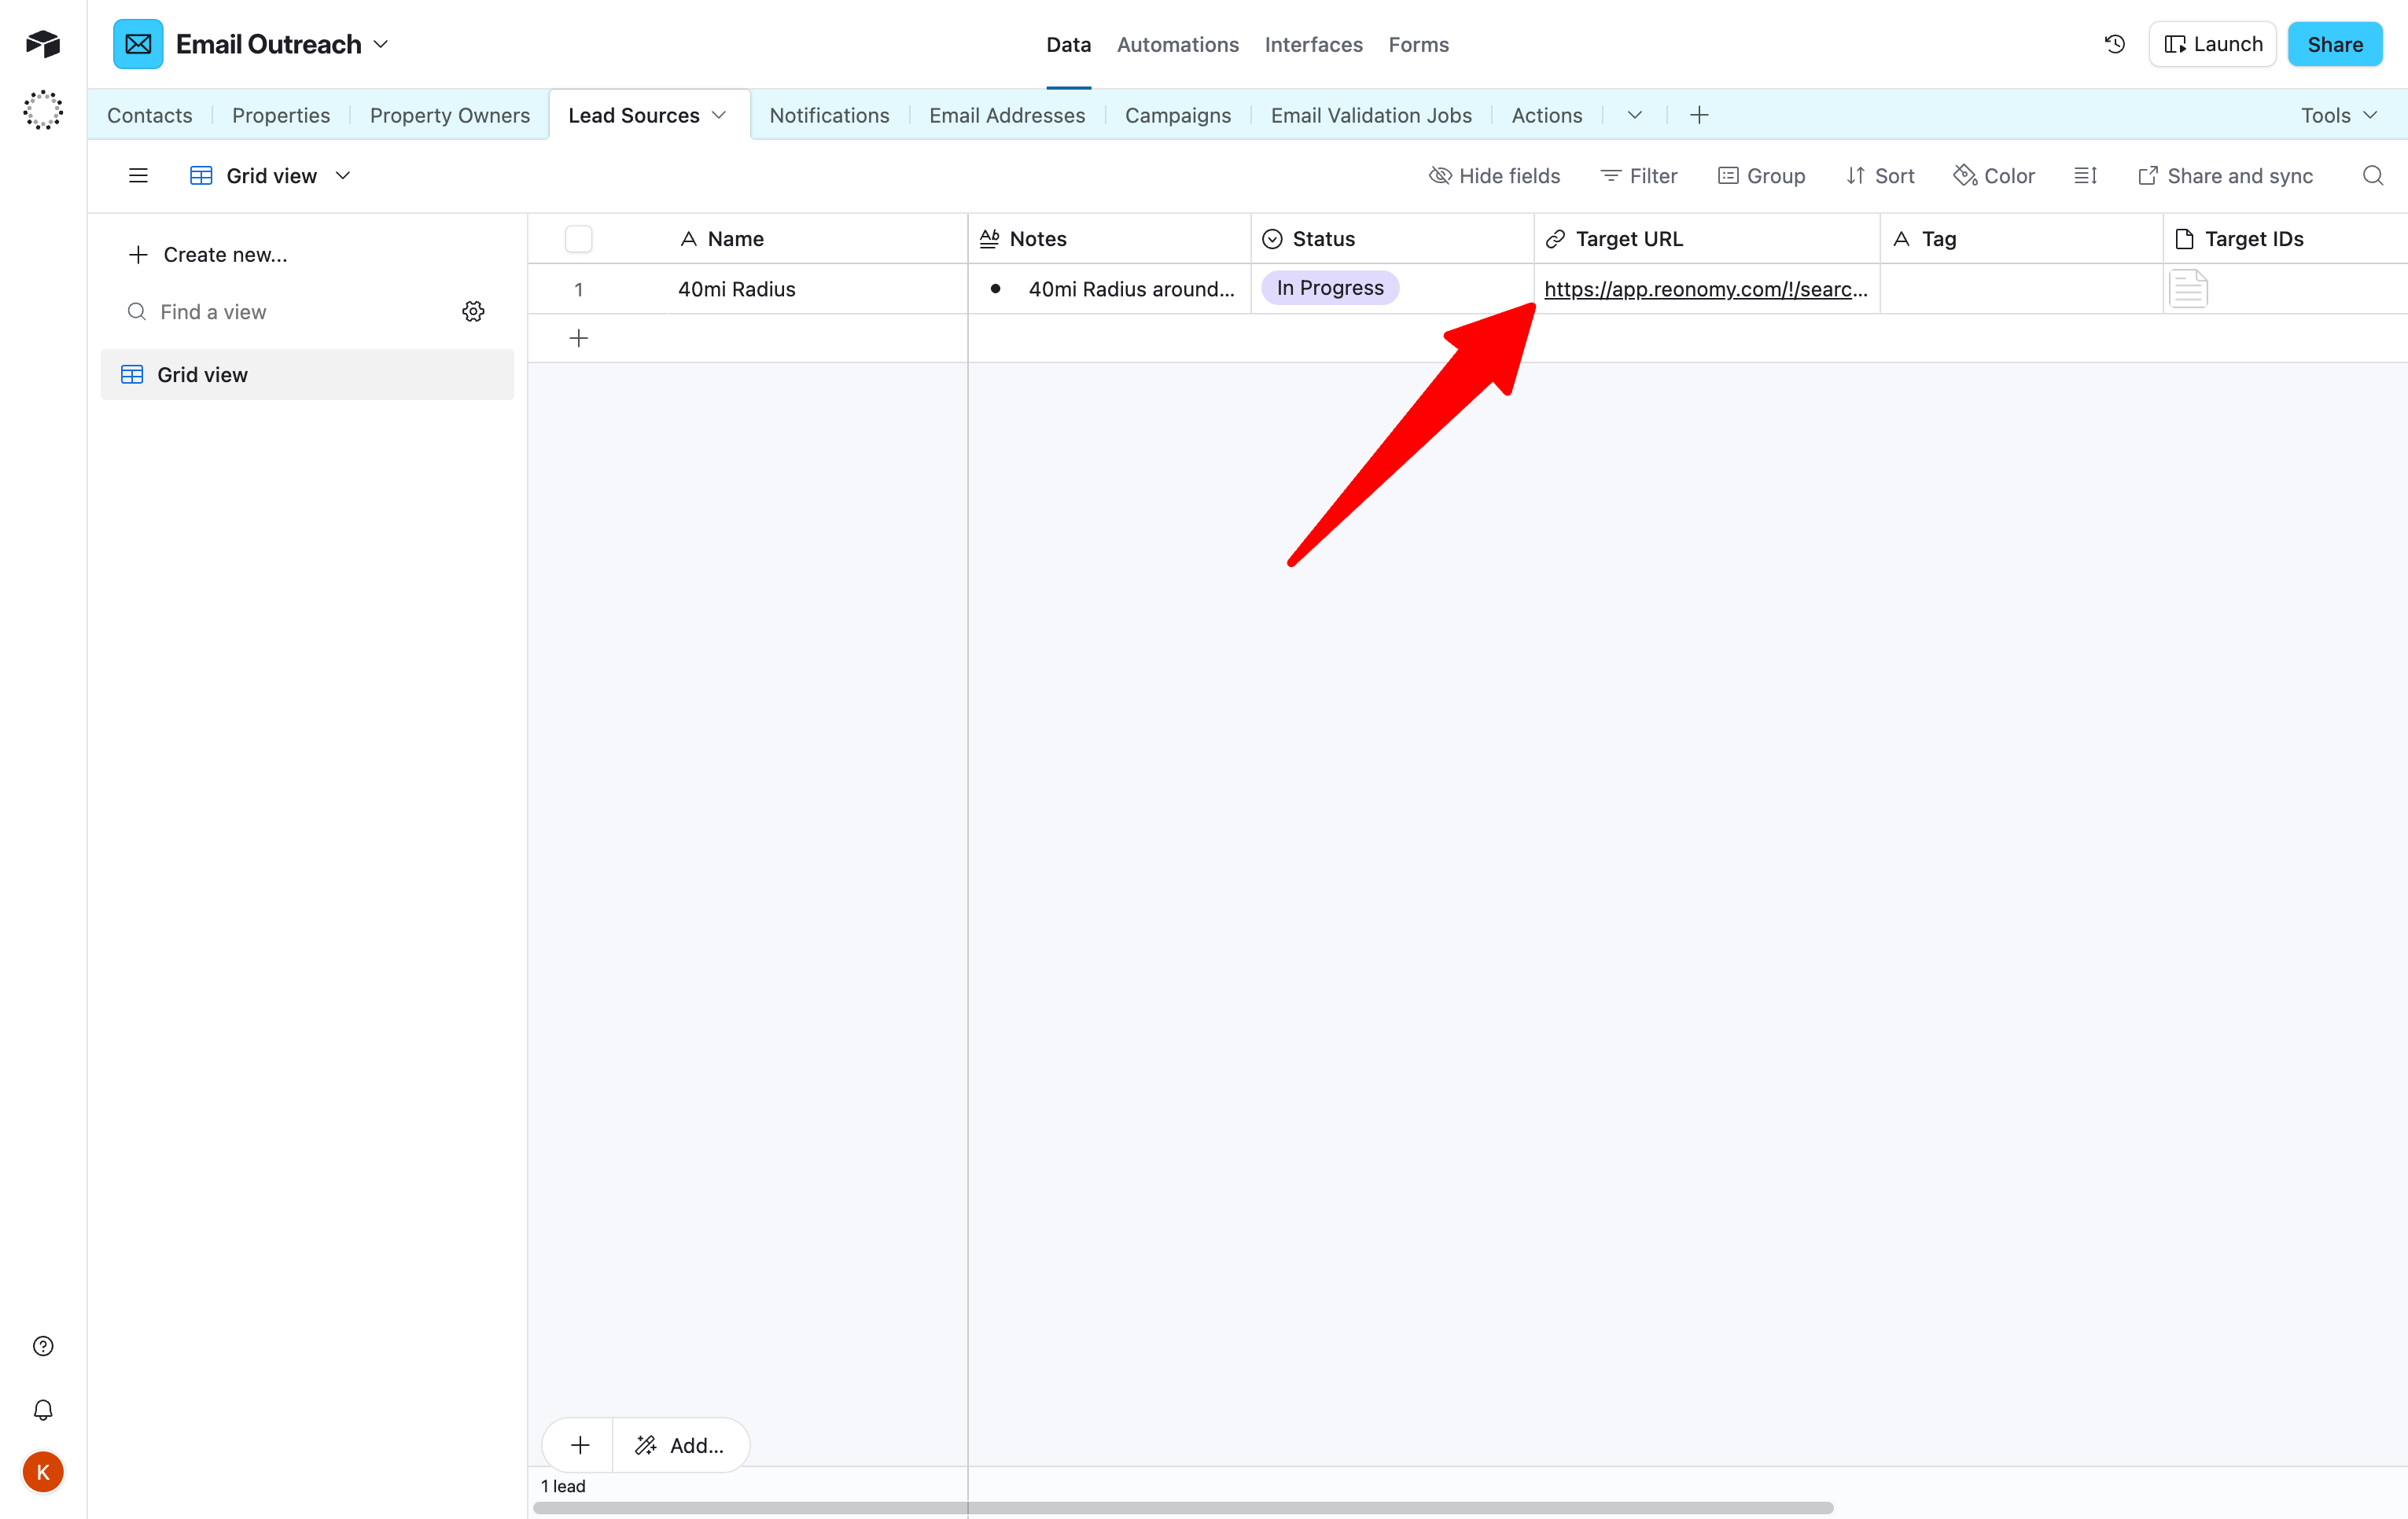 Email Outreach
Data Automations Interfaces Forms
Launch Share
Contacts Properties Property Owners Lead Sources Notifications Email Addresses Campaigns Email Validation Jobs Actions Tools
Grid view
Hide fields Filter Group Sort Color Share and sync
Create new...
Find a view
Grid view
Name Notes Status Target URL Tag Target IDs
1 40mi Radius 40mi Radius around... In Progress https://app.reonomy.com/!/searc...
Add...
1 lead
K